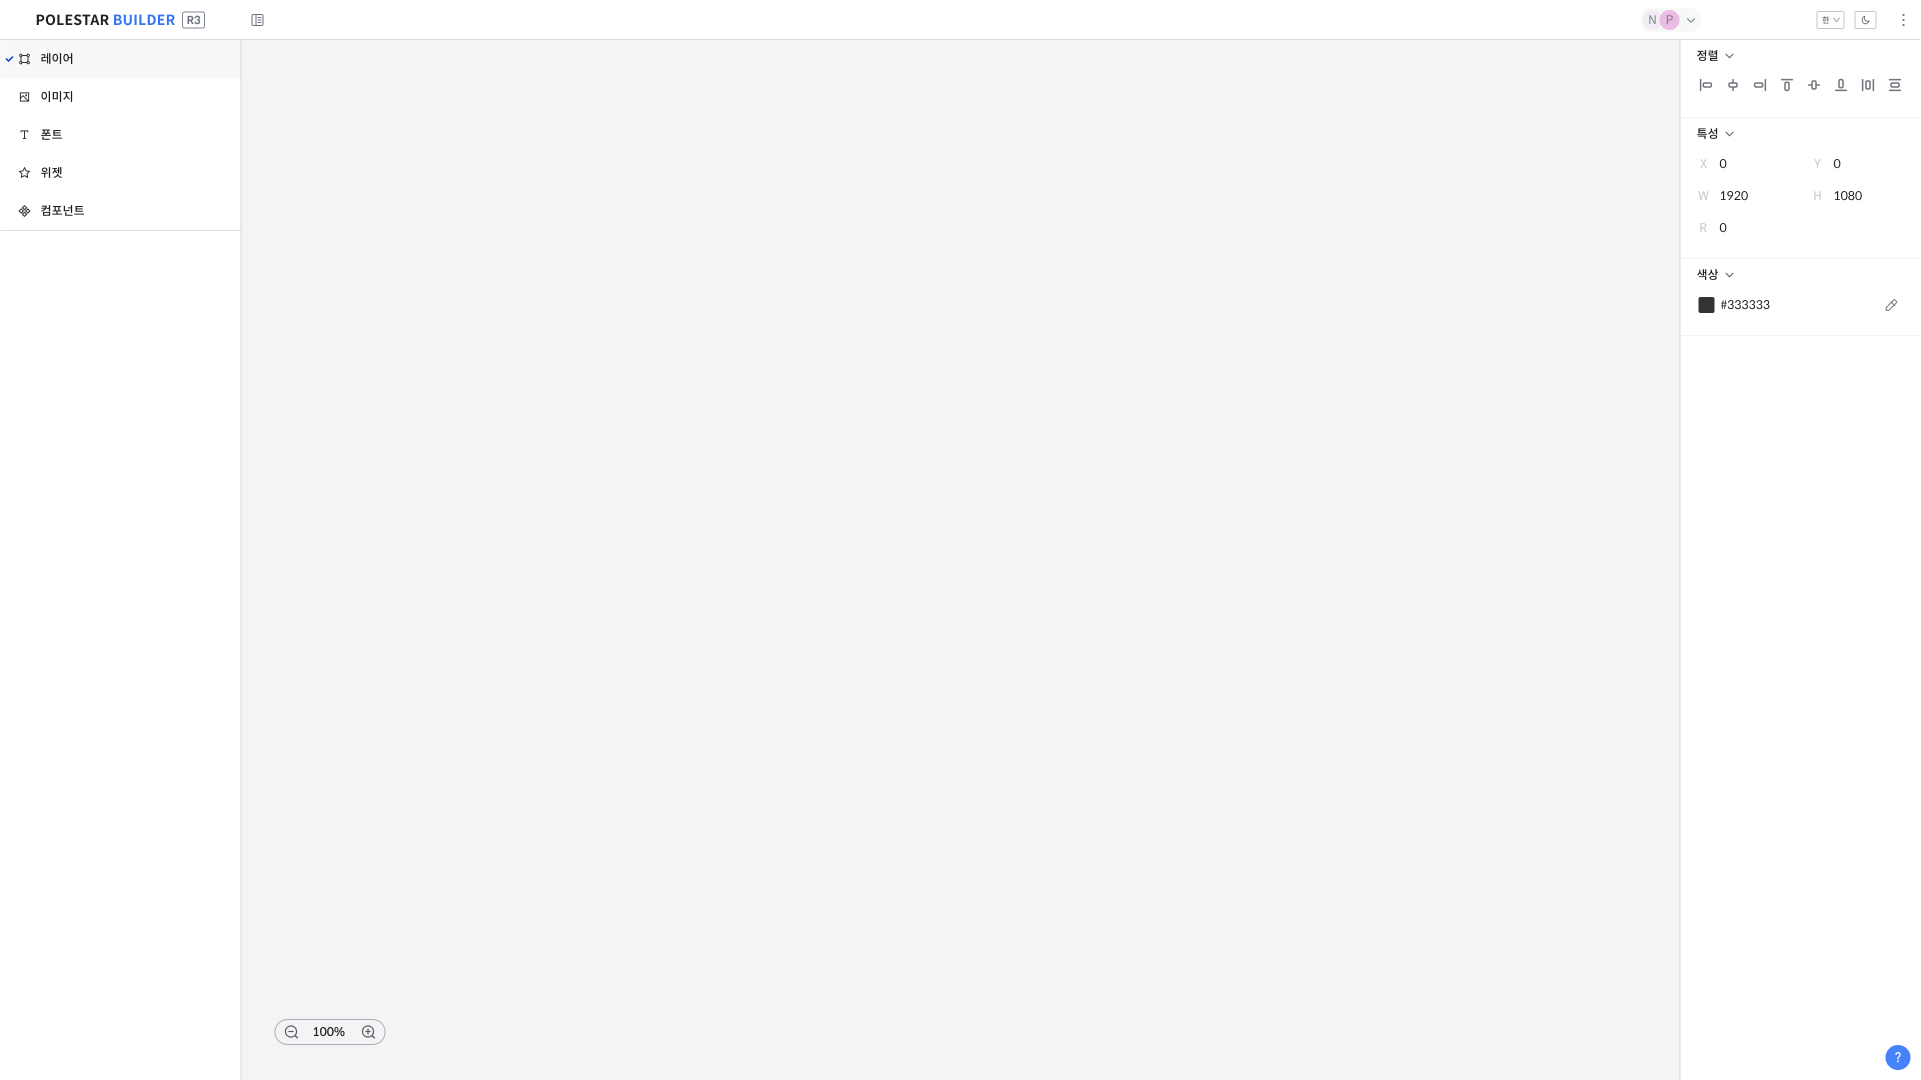 POLESTAR BUILDER R3
N P
한
레이어
이미지
폰트
위젯
컴포넌트
정렬
특성
X 0 Y 0
W 1920 H 1080
R 0
색상
#333333
100%
?